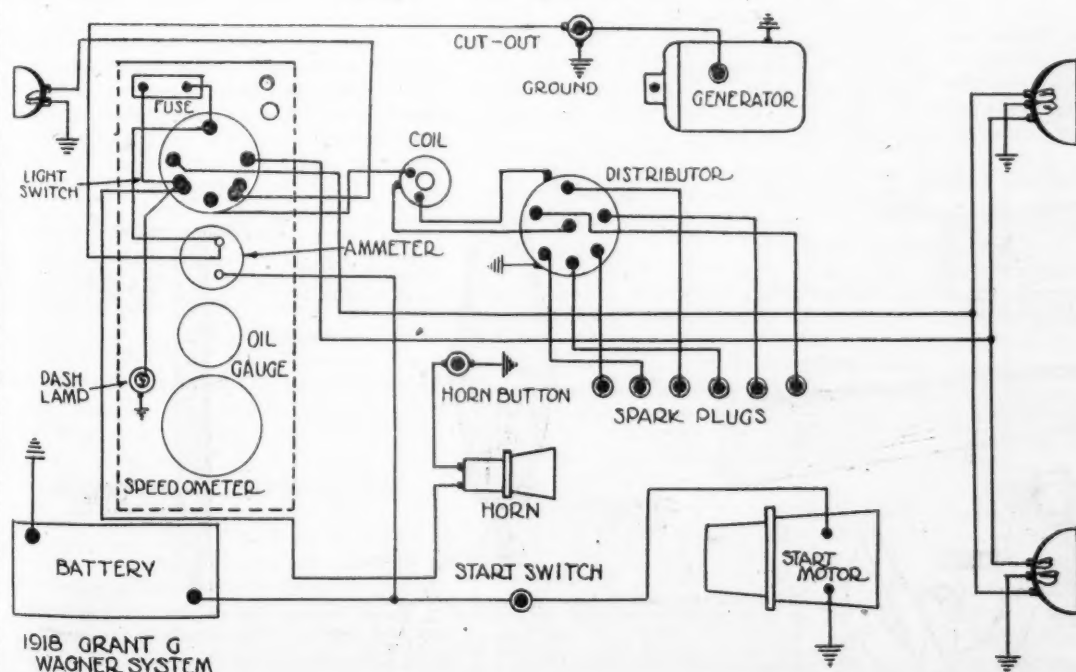 CUT-OUT
GROUND
GENERATOR
FUSE
COIL
DISTRIBUTOR
LIGHT
SWITCH
AMMETER
OIL
GAUGE
DASH
LAMP
HORN BUTTON
SPARK PLUGS
SPEEDOMETER
HORN
BATTERY
START SWITCH
START
MOTOR
1918 GRANT G
WAGNER SYSTEM